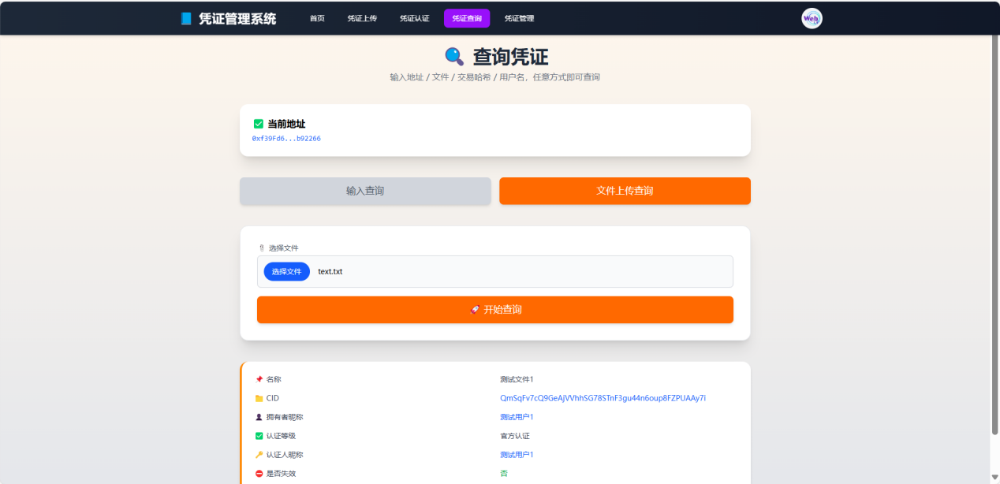 凭证管理系统 首页 凭证上传 凭证认证 凭证查询 凭证管理 Web
查询凭证
输入地址 / 文件 / 交易哈希 / 用户名，任意方式即可查询
当前地址
0xf39Fd6...b92266
输入查询 文件上传查询
选择文件
选择文件 text.txt
开始查询
名称 测试文件1
CID QmSqFv7cQ9GeAjVVhhSG78STnF3gu44n6oup8FZPUAAy7i
拥有者昵称 测试用户1
认证等级 官方认证
认证人昵称 测试用户1
是否失效 否